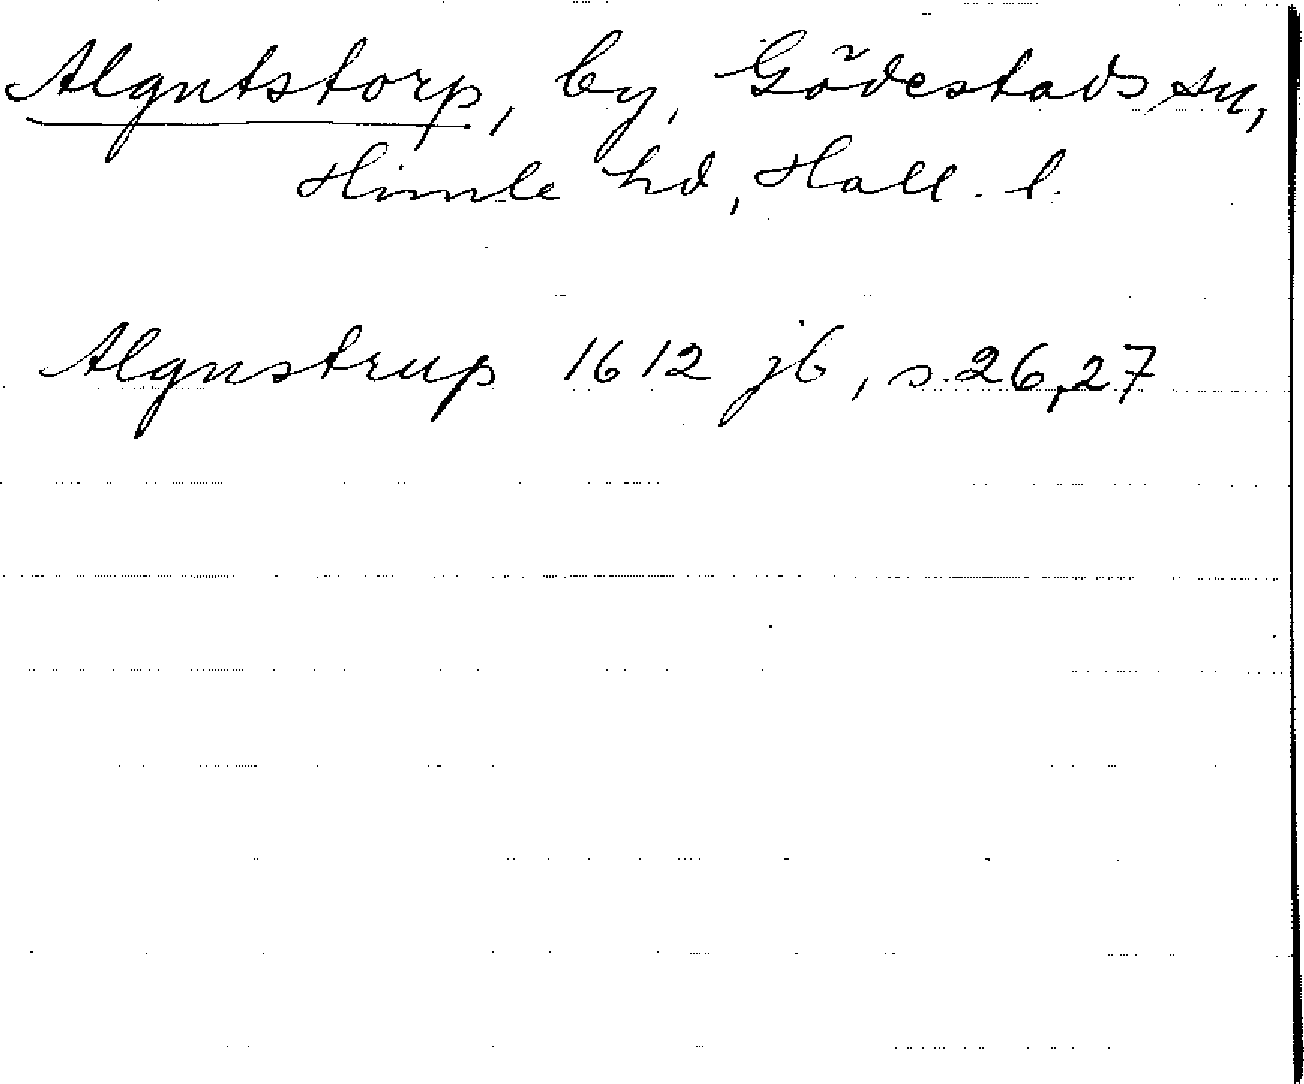 Algutstorp, by, Gödestads sn,
Himle hd, Hall. l.
Algustrup 1612 jb, s. 26, 27